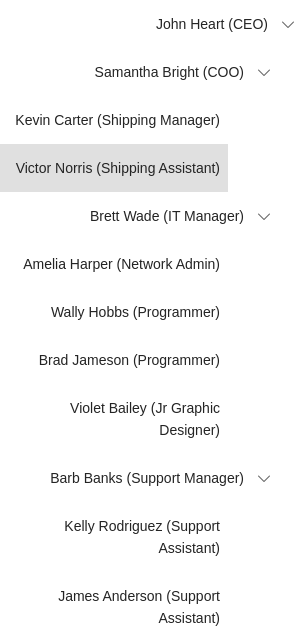 John Heart (CEO)
Samantha Bright (COO)
Kevin Carter (Shipping Manager)
Victor Norris (Shipping Assistant)
Brett Wade (IT Manager)
Amelia Harper (Network Admin)
Wally Hobbs (Programmer)
Brad Jameson (Programmer)
Violet Bailey (Jr Graphic
Designer)
Barb Banks (Support Manager)
Kelly Rodriguez (Support
Assistant)
James Anderson (Support
Assistant)